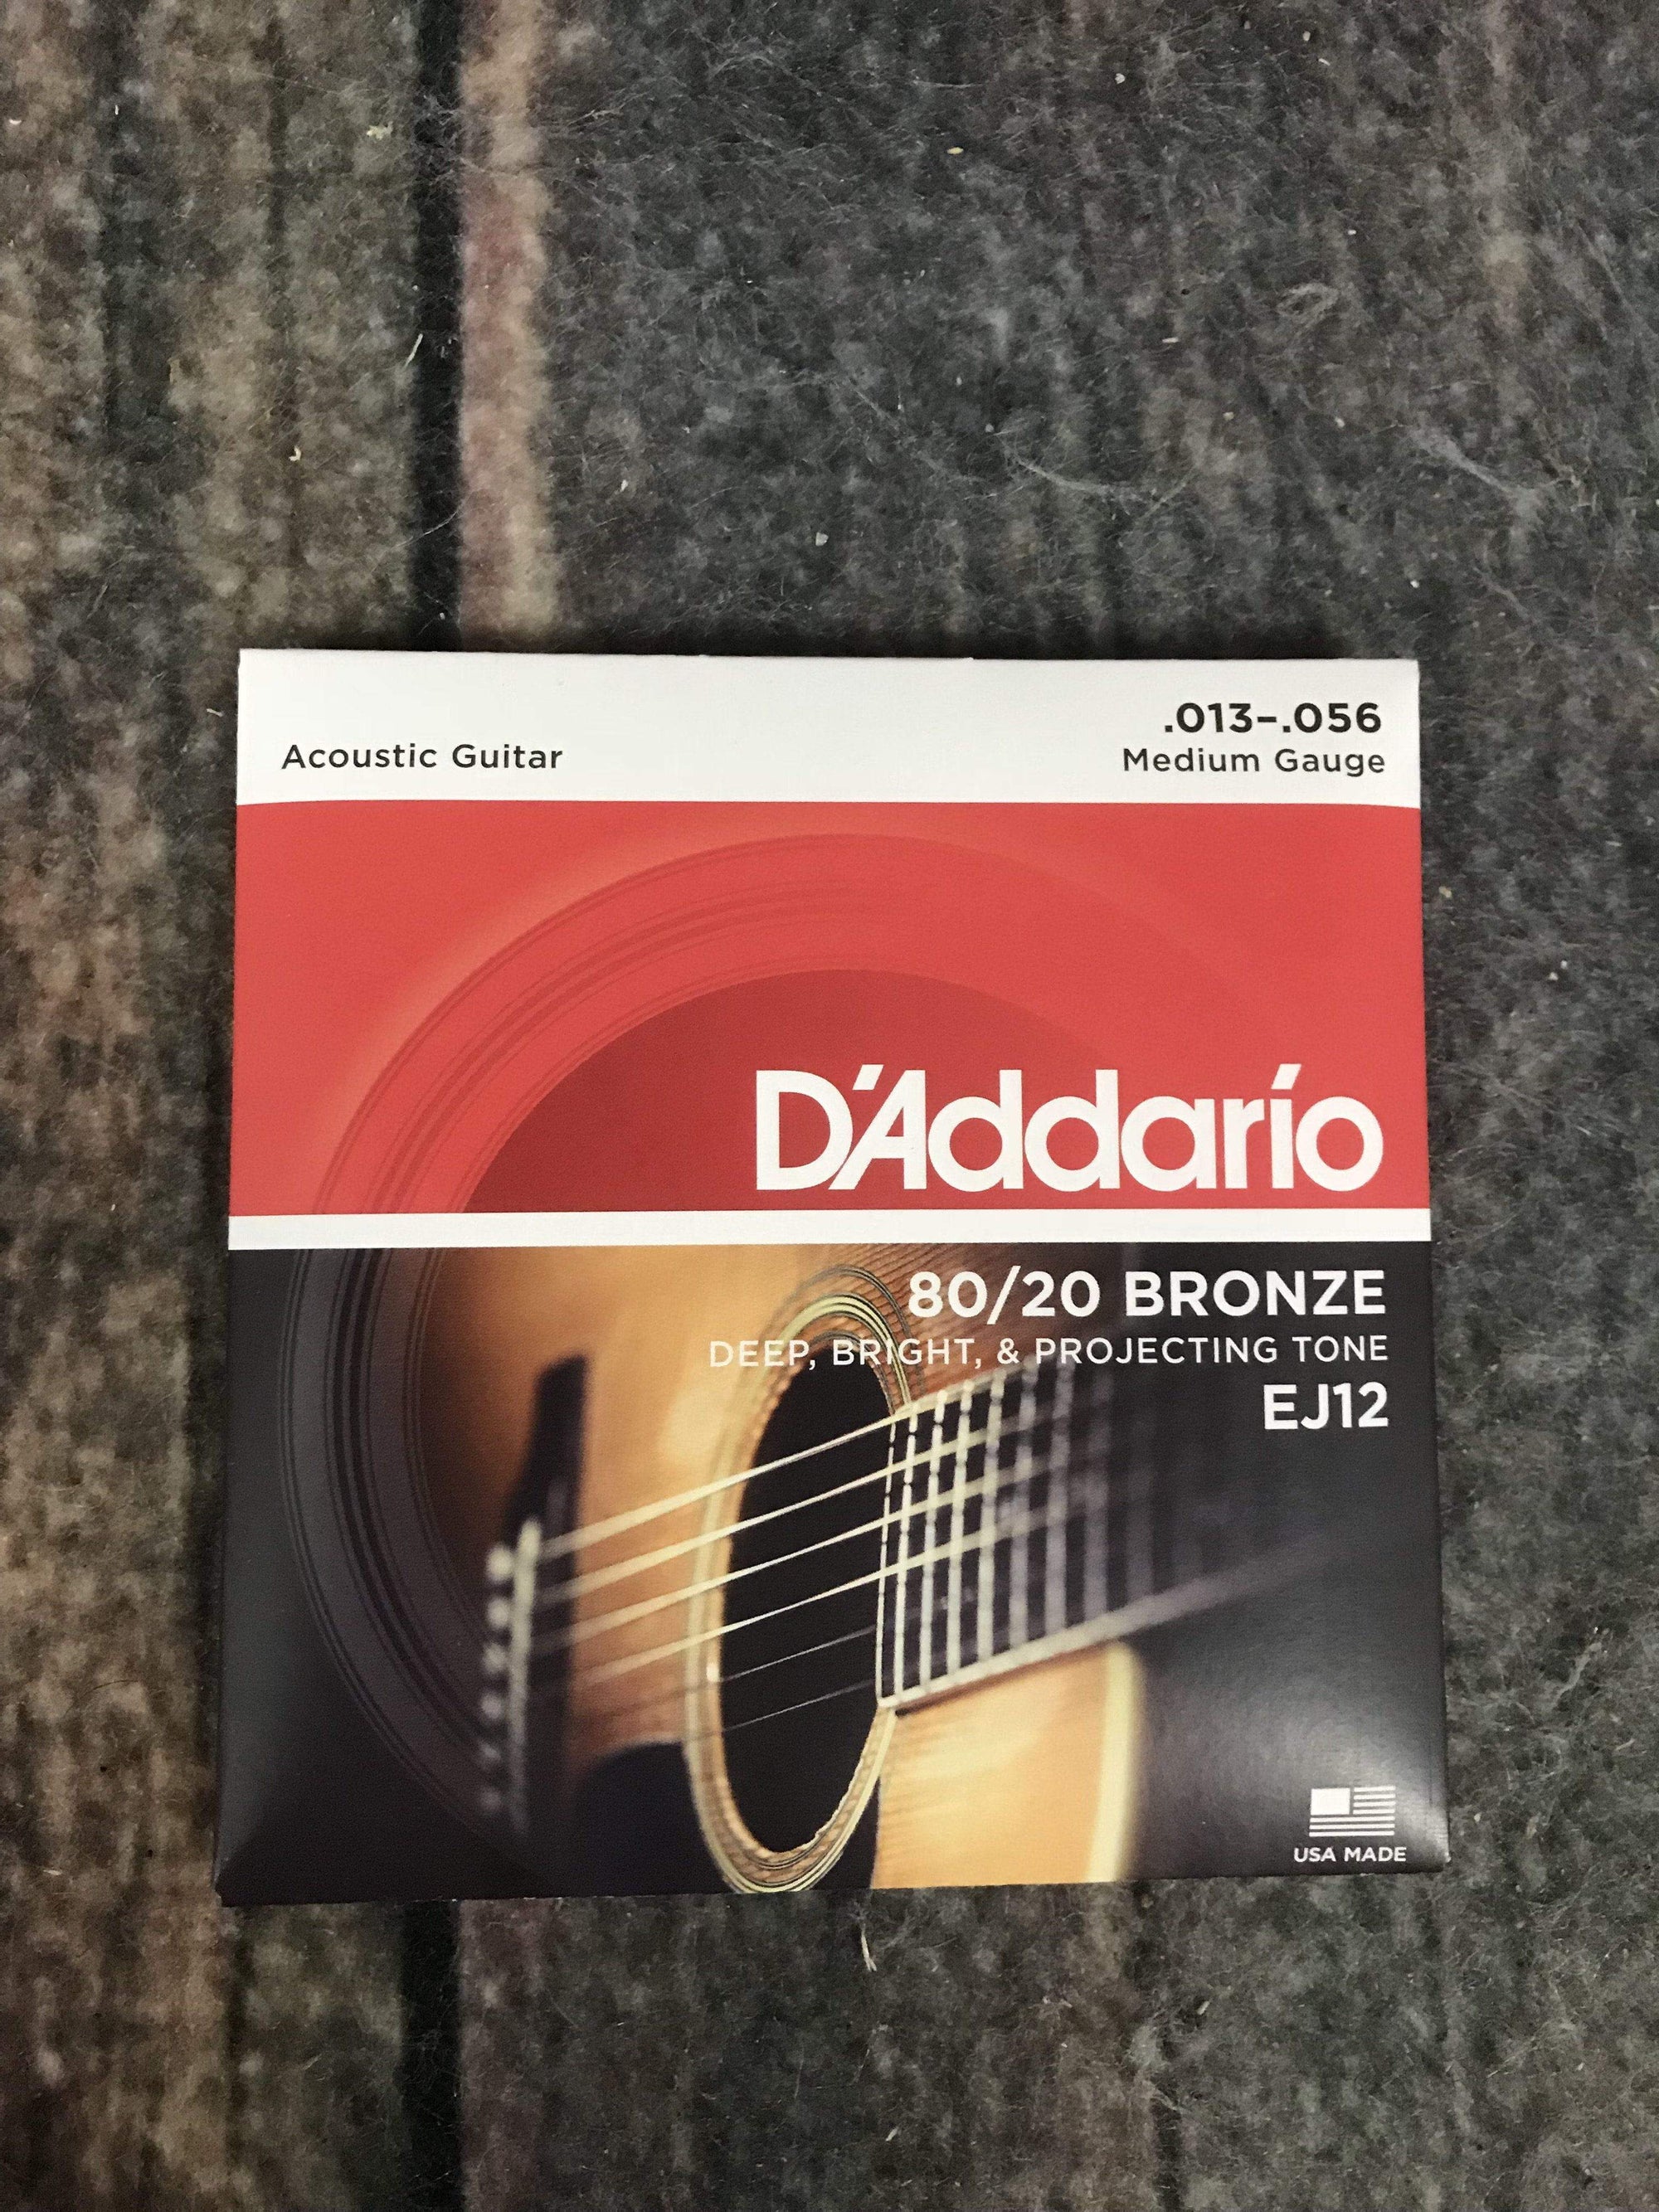 .013–.056
Acoustic Guitar
Medium Gauge
D'Addario
80/20 BRONZE
DEEP, BRIGHT, & PROJECTING TONE
EJ12
USA MADE